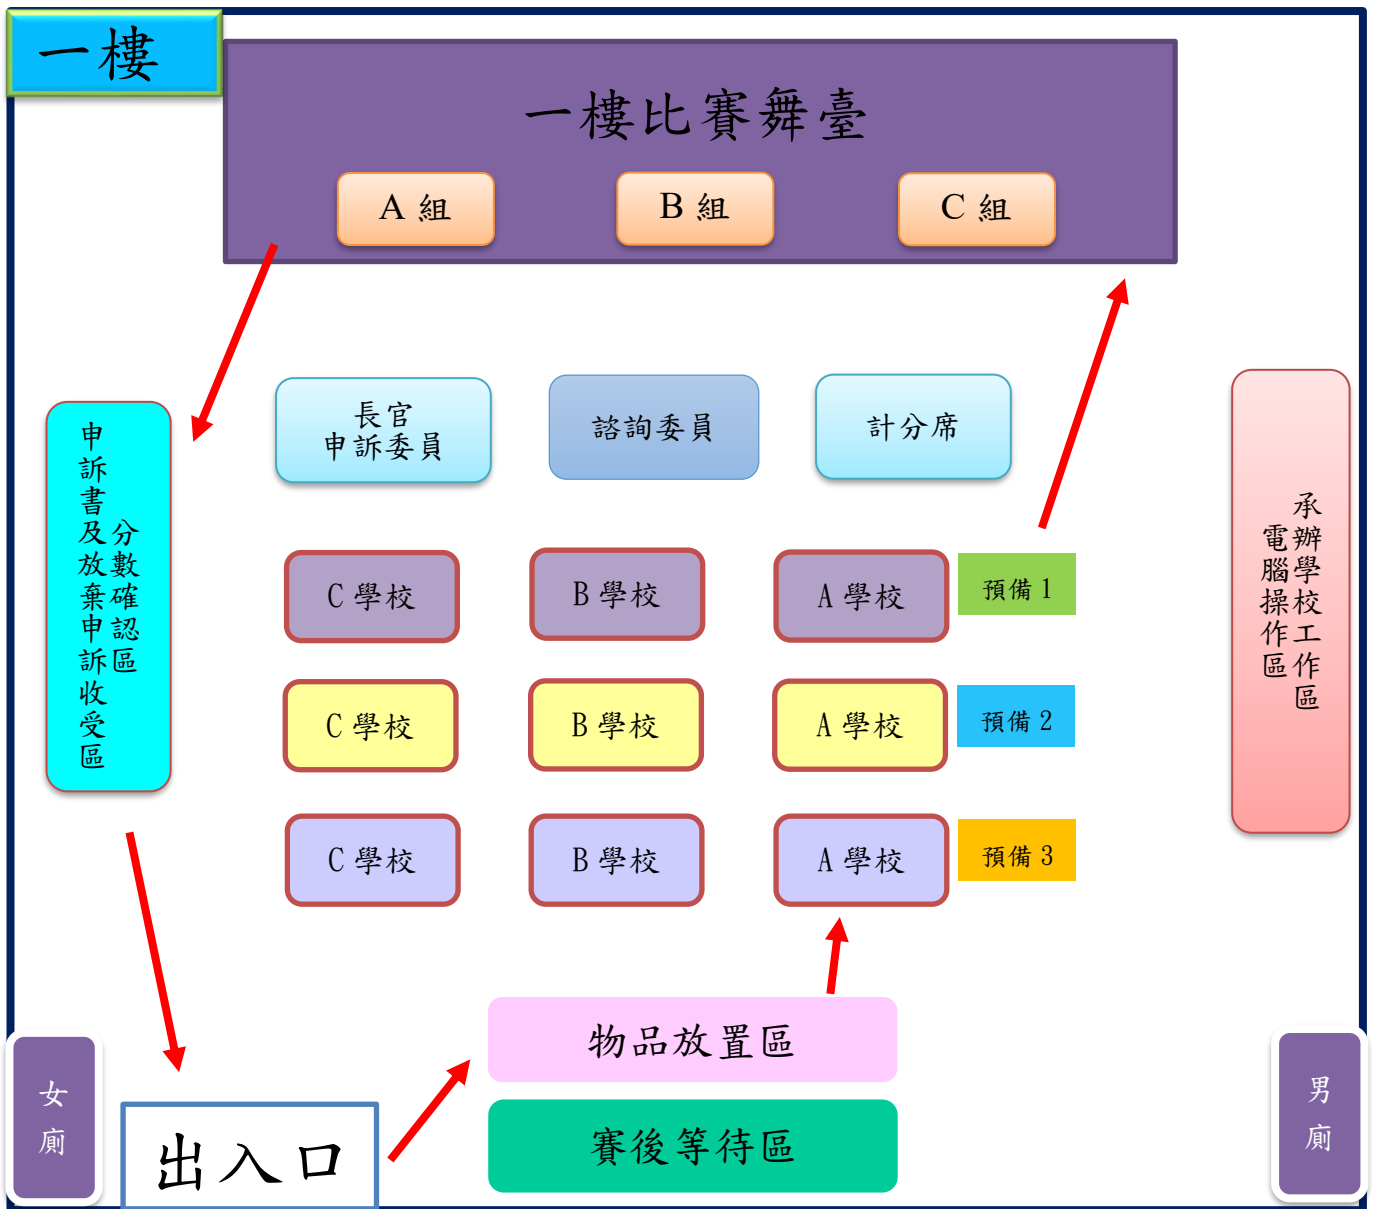 一樓
一樓比賽舞臺
A 組
B 組
C 組
長官
申訴委員
諮詢委員
計分席
分數確認區
申訴書及放棄申訴收受區
承辦學校工作區
電腦操作區
C 學校
B 學校
A 學校
預備 1
C 學校
B 學校
A 學校
預備 2
C 學校
B 學校
A 學校
預備 3
物品放置區
賽後等待區
女廁
出入口
男廁